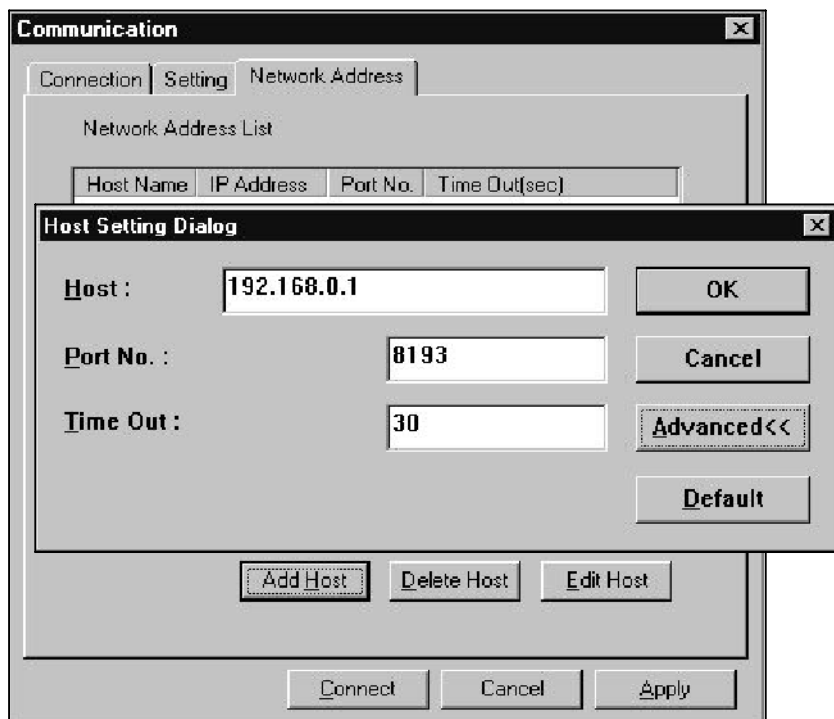 Communication
Connection Setting Network Address
Network Address List
Host Name IP Address Port No. Time Out(sec)
Host Setting Dialog
Host : 192.168.0.1 OK
Port No. : 8193 Cancel
Time Out : 30 Advanced<<
Default
Add Host Delete Host Edit Host
Connect Cancel Apply